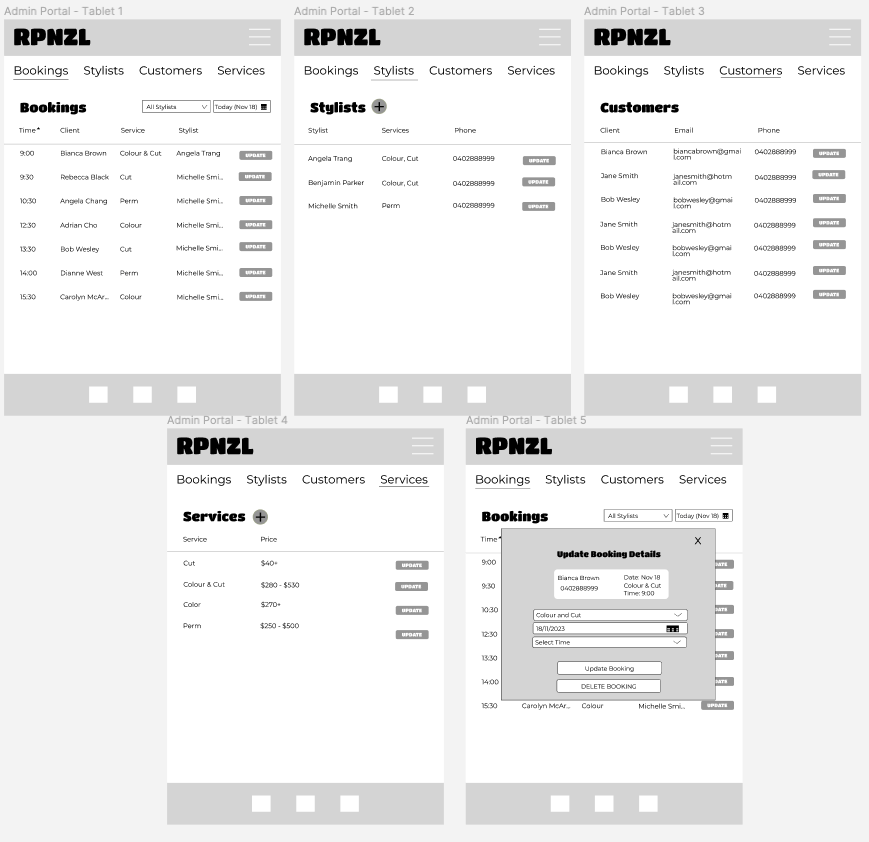 Admin Portal - Tablet 1
RPNZL
Bookings Stylists Customers Services
Bookings
All Stylists
Today (Nov 18)
Time Client Service Stylist
9:00 Bianca Brown Colour & Cut Angela Trang UPDATE
9:30 Rebecca Black Cut Michelle Smi... UPDATE
10:30 Angela Chang Perm Michelle Smi... UPDATE
12:30 Adrian Cho Colour Michelle Smi... UPDATE
13:30 Bob Wesley Cut Michelle Smi... UPDATE
14:00 Dianne West Perm Michelle Smi... UPDATE
15:30 Carolyn McAr... Colour Michelle Smi... UPDATE
Admin Portal - Tablet 2
RPNZL
Bookings Stylists Customers Services
Stylists +
Stylist Services Phone
Angela Trang Colour, Cut 0402888999 UPDATE
Benjamin Parker Colour, Cut 0402888999 UPDATE
Michelle Smith Perm 0402888999 UPDATE
Admin Portal - Tablet 3
RPNZL
Bookings Stylists Customers Services
Customers
Client Email Phone
Bianca Brown biancabrown@gmai 0402888999 UPDATE
l.com
Jane Smith janesmith@hotm 0402888999 UPDATE
ail.com
Bob Wesley bobwesley@gmai 0402888999 UPDATE
l.com
Jane Smith janesmith@hotm 0402888999 UPDATE
ail.com
Bob Wesley bobwesley@gmai 0402888999 UPDATE
l.com
Jane Smith janesmith@hotm 0402888999 UPDATE
ail.com
Bob Wesley bobwesley@gmai 0402888999 UPDATE
l.com
Admin Portal - Tablet 4
RPNZL
Bookings Stylists Customers Services
Services +
Service Price
Cut $40+ UPDATE
Colour & Cut $280 - $530 UPDATE
Color $270+ UPDATE
Perm $250 - $500 UPDATE
Admin Portal - Tablet 5
RPNZL
Bookings Stylists Customers Services
Bookings
All Stylists
Today (Nov 18)
Time
9:00
9:30
10:30
12:30
13:30
14:00
15:30 Carolyn McAr... Colour Michelle Smi... UPDATE
X
Update Booking Details
Bianca Brown
0402888999
Date: Nov 18
Colour & Cut
Time: 9:00
Colour and Cut
18/11/2023
Select Time
Update Booking
DELETE BOOKING